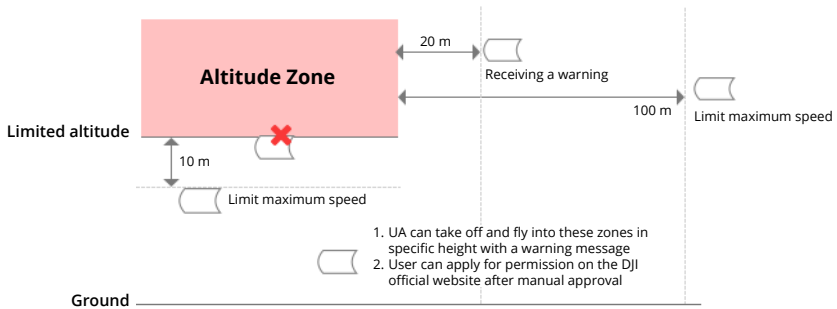 20 m
Receiving a warning
Altitude Zone
100 m
Limit maximum speed
Limited altitude
10 m
Limit maximum speed
1. UA can take off and fly into these zones in
specific height with a warning message
2. User can apply for permission on the DJI
official website after manual approval
Ground